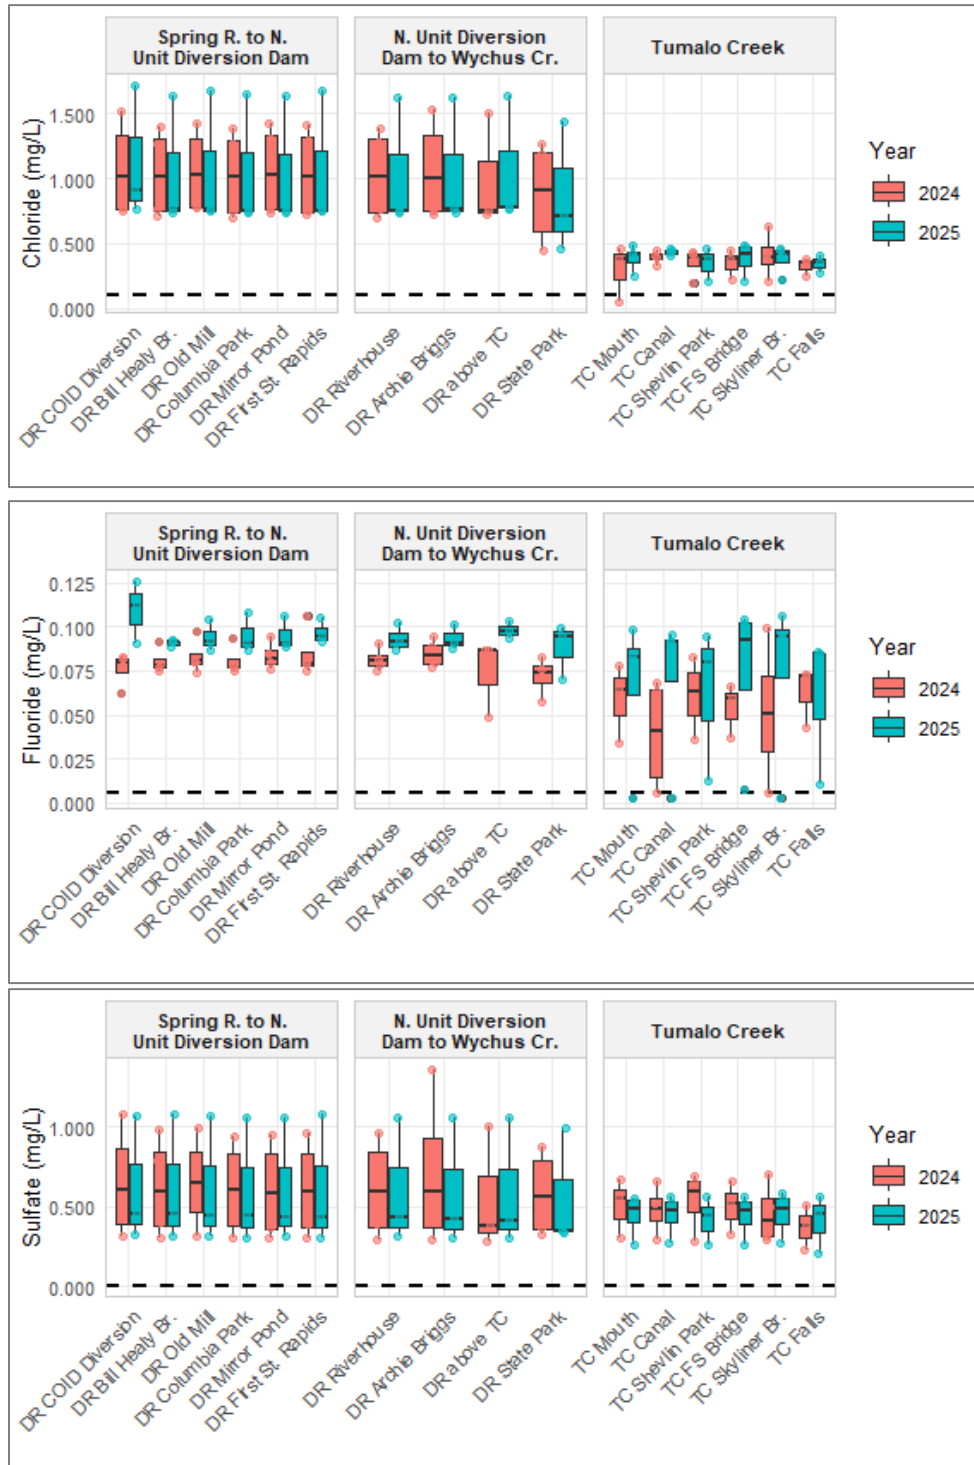 Spring R. to N.
Unit Diversion Dam
N. Unit Diversion
Dam to Wychus Cr.
Tumalo Creek
Chloride (mg/L)
1.500
1.000
0.500
0.000
DR COID Diversion
DR Bill Healy Br.
DR Old Mill
DR Columbia Park
DR Mirror Pond
DR First St. Rapids
DR Riverhouse
DR Archie Briggs
DR above TC
DR State Park
TC Mouth
TC Canal
TC Shevlin Park
TC FS Bridge
TC Skyliner Br.
TC Falls
Year
2024
2025
Spring R. to N.
Unit Diversion Dam
N. Unit Diversion
Dam to Wychus Cr.
Tumalo Creek
Fluoride (mg/L)
0.125
0.100
0.075
0.050
0.025
0.000
DR COID Diversion
DR Bill Healy Br.
DR Old Mill
DR Columbia Park
DR Mirror Pond
DR First St. Rapids
DR Riverhouse
DR Archie Briggs
DR above TC
DR State Park
TC Mouth
TC Canal
TC Shevlin Park
TC FS Bridge
TC Skyliner Br.
TC Falls
Year
2024
2025
Spring R. to N.
Unit Diversion Dam
N. Unit Diversion
Dam to Wychus Cr.
Tumalo Creek
Sulfate (mg/L)
1.000
0.500
0.000
DR COID Diversion
DR Bill Healy Br.
DR Old Mill
DR Columbia Park
DR Mirror Pond
DR First St. Rapids
DR Riverhouse
DR Archie Briggs
DR above TC
DR State Park
TC Mouth
TC Canal
TC Shevlin Park
TC FS Bridge
TC Skyliner Br.
TC Falls
Year
2024
2025